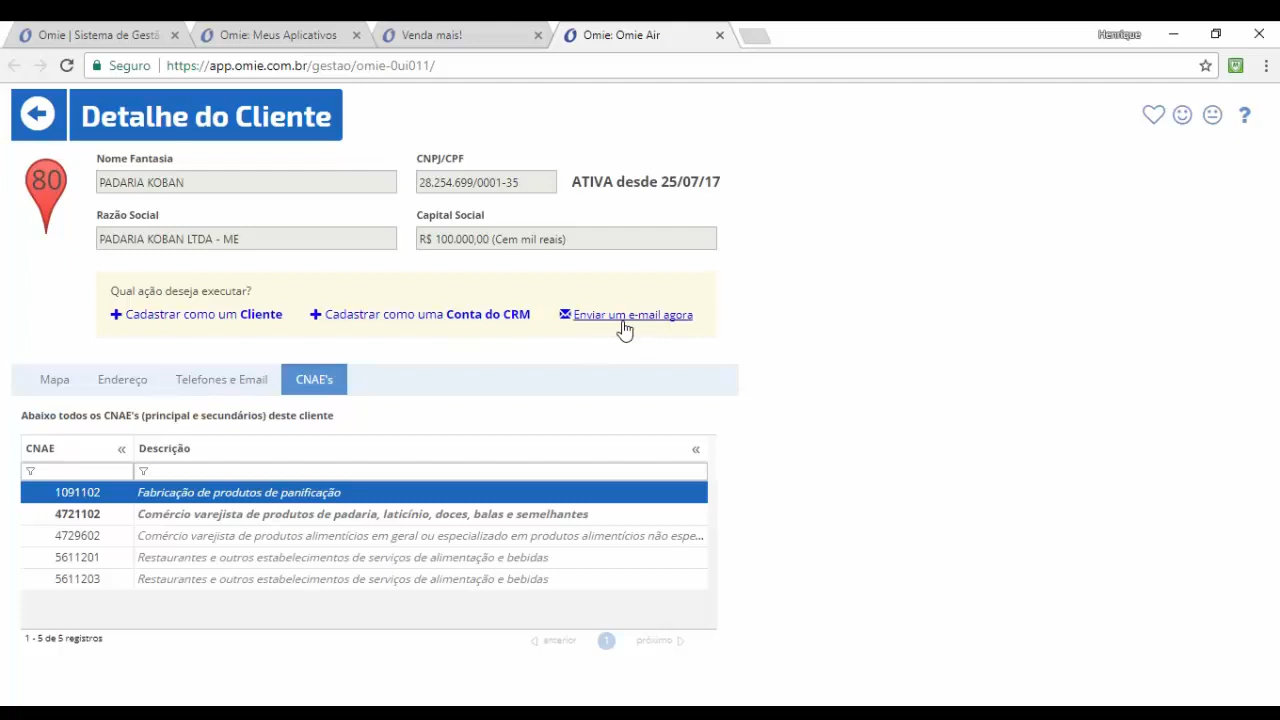 Omie | Sistema de Gestã
Omie: Meus Aplicativos
Venda mais!
Omie: Omie Air
Henrique
Seguro
https://app.omie.com.br/gestao/omie-0ui011/
Detalhe do Cliente
?
80
Nome Fantasia
CNPJ/CPF
PADARIA KOBAN
28.254.699/0001-35
ATIVA desde 25/07/17
Razão Social
Capital Social
PADARIA KOBAN LTDA - ME
R$ 100.000,00 (Cem mil reais)
Qual ação deseja executar?
Cadastrar como um Cliente
Cadastrar como uma Conta do CRM
Enviar um e-mail agora
Mapa
Endereço
Telefones e Email
CNAE's
Abaixo todos os CNAE's (principal e secundários) deste cliente
CNAE «
Descrição «
1091102 Fabricação de produtos de panificação
4721102 Comércio varejista de produtos de padaria, laticínio, doces, balas e semelhantes
4729602 Comércio varejista de produtos alimentícios em geral ou especializado em produtos alimentícios não espe...
5611201 Restaurantes e outros estabelecimentos de serviços de alimentação e bebidas
5611203 Restaurantes e outros estabelecimentos de serviços de alimentação e bebidas
1 - 5 de 5 registros
anterior 1 próximo